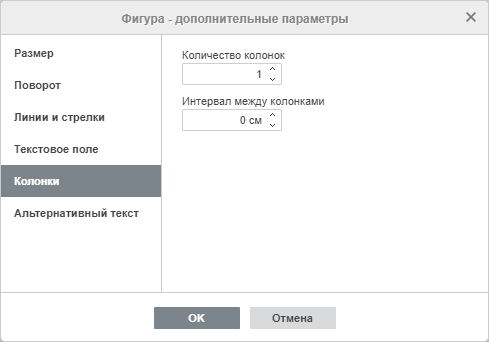 Фигура - дополнительные параметры
Размер
Поворот
Линии и стрелки
Текстовое поле
Колонки
Альтернативный текст
Количество колонок
1
Интервал между колонками
0 см
OK
Отмена